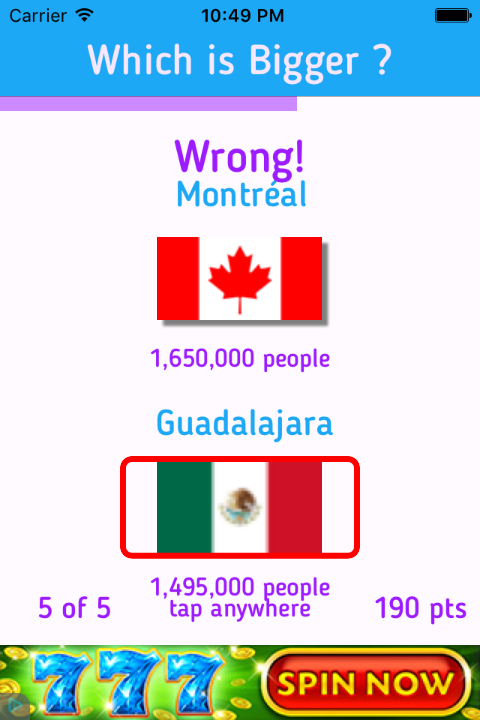 Carrier 10:49 PM
Which is Bigger ?
Wrong!
Montréal
1,650,000 people
Guadalajara
1,495,000 people
5 of 5 tap anywhere 190 pts
777 SPIN NOW